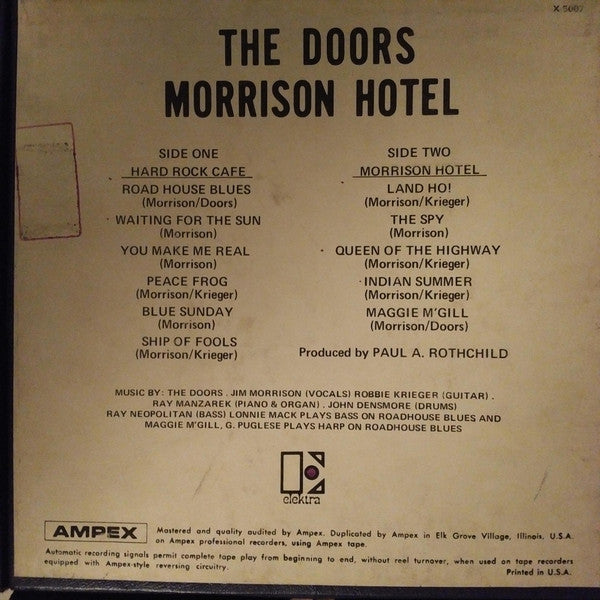 X 5007
THE DOORS
MORRISON HOTEL
SIDE ONE
HARD ROCK CAFE
ROAD HOUSE BLUES
(Morrison/Doors)
WAITING FOR THE SUN
(Morrison)
YOU MAKE ME REAL
(Morrison)
PEACE FROG
(Morrison/Krieger)
BLUE SUNDAY
(Morrison)
SHIP OF FOOLS
(Morrison/Krieger)
SIDE TWO
MORRISON HOTEL
LAND HO!
(Morrison/Krieger)
THE SPY
(Morrison)
QUEEN OF THE HIGHWAY
(Morrison/Krieger)
INDIAN SUMMER
(Morrison/Krieger)
MAGGIE M'GILL
(Morrison/Doors)
Produced by PAUL A. ROTHCHILD
MUSIC BY: THE DOORS . JIM MORRISON (VOCALS) ROBBIE KRIEGER (GUITAR) .
RAY MANZAREK (PIANO & ORGAN) . JOHN DENSMORE (DRUMS)
RAY NEOPOLITAN (BASS) LONNIE MACK PLAYS BASS ON ROADHOUSE BLUES AND
MAGGIE M'GILL, G. PUGLESE PLAYS HARP ON ROADHOUSE BLUES
elektra
AMPEX
Mastered and quality audited by Ampex. Duplicated by Ampex in Elk Grove Village, Illinois, U.S.A.
on Ampex professional recorders, using Ampex tape.
Automatic recording signals permit complete tape play from beginning to end, without reel turnover, when used on tape recorders
equipped with Ampex-style reversing circuitry.
Printed in U.S.A.